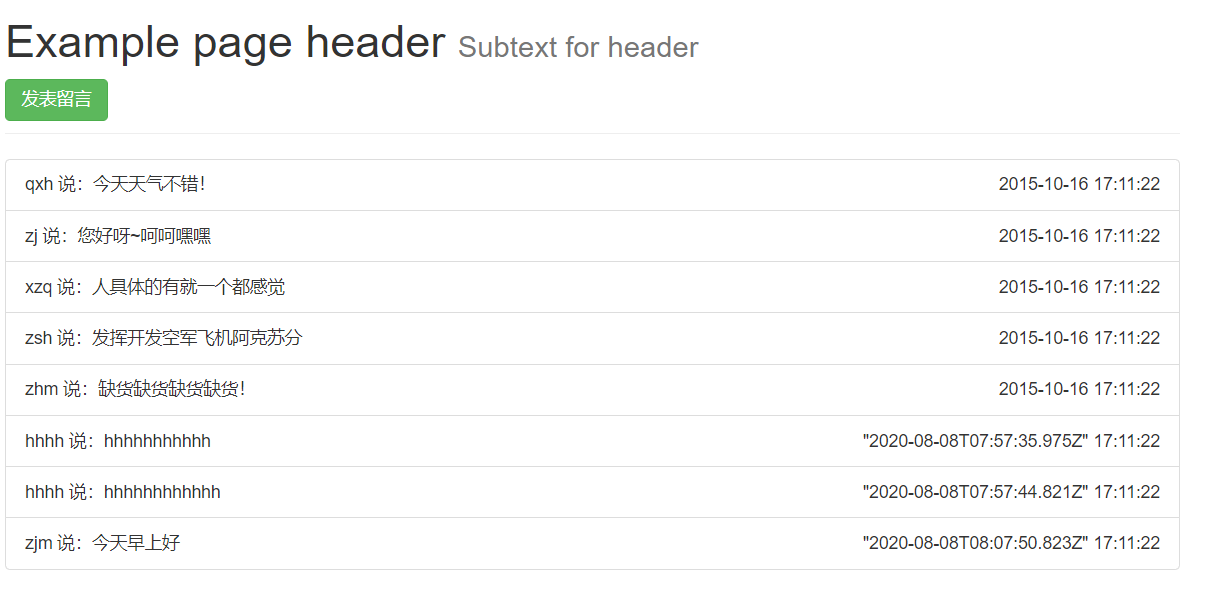 Example page header Subtext for header
发表留言
qxh 说：今天天气不错！ 2015-10-16 17:11:22
zj 说：您好呀~呵呵嘿嘿 2015-10-16 17:11:22
xzq 说：人具体的有就一个都感觉 2015-10-16 17:11:22
zsh 说：发挥开发空军飞机阿克苏分 2015-10-16 17:11:22
zhm 说：缺货缺货缺货缺货！ 2015-10-16 17:11:22
hhhh 说：hhhhhhhhhhh "2020-08-08T07:57:35.975Z" 17:11:22
hhhh 说：hhhhhhhhhhhh "2020-08-08T07:57:44.821Z" 17:11:22
zjm 说：今天早上好 "2020-08-08T08:07:50.823Z" 17:11:22